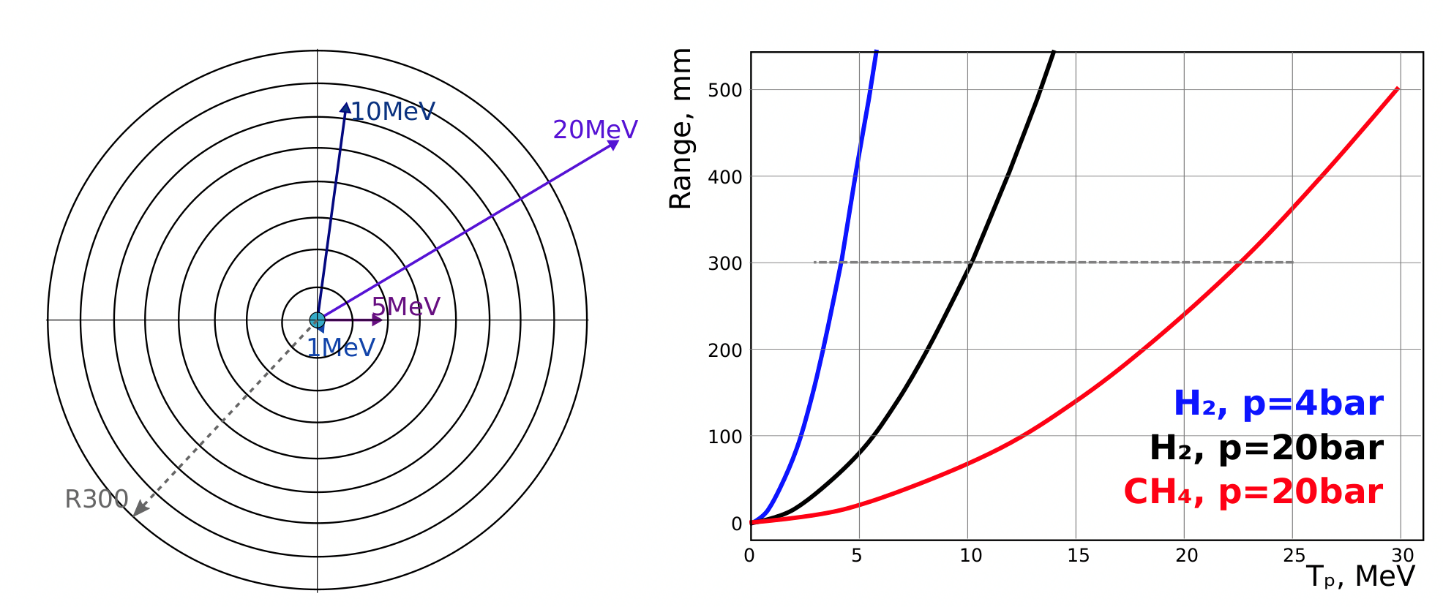 10MeV
20MeV
5MeV
1MeV
R300
Range, mm
500
400
300
200
100
0
H₂, p=4bar
H₂, p=20bar
CH₄, p=20bar
0 5 10 15 20 25 30
Tₚ, MeV